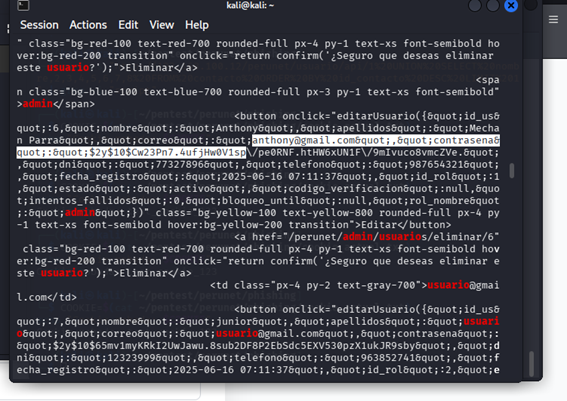 kali@kali: ~
Session Actions Edit View Help
" class="bg-red-100 text-red-700 rounded-full px-4 py-1 text-xs font-semibold ho
ver:bg-red-200 transition" onclick="return confirm('¿Seguro que deseas eliminar
este usuario?');">Eliminar</a>
<spa
n class="bg-blue-100 text-blue-700 rounded-full px-3 py-1 text-xs font-semibold"
>admin</span>
<button onclick="editarUsuario({&quot;id_us
&quot;:6,&quot;nombre&quot;:&quot;Anthony&quot;,&quot;apellidos&quot;:&quot;Mecha
n Parra&quot;,&quot;correo&quot;:&quot;anthony@gmail.com&quot;,&quot;contrasena&
quot;:&quot;$2y$10$Cw23Pn7.4ufjHw0V1sp\/pe0RNF.htHW6xUN1F\/9mIvuco8vmcZVe.&quot;
,&quot;dni&quot;:&quot;77327896&quot;,&quot;telefono&quot;:&quot;987654321&quot;
,&quot;fecha_registro&quot;:&quot;2025-06-16 07:11:37&quot;,&quot;id_rol&quot;:1
,&quot;estado&quot;:&quot;activo&quot;,&quot;codigo_verificacion&quot;:null,&quot
;intentos_fallidos&quot;:0,&quot;bloqueo_until&quot;:null,&quot;rol_nombre&quot
;:&quot;admin&quot;})" class="bg-yellow-100 text-yellow-800 rounded-full px-4 py
-1 text-xs font-semibold hover:bg-yellow-200 transition">Editar</button>
<a href="/perunet/admin/usuarios/eliminar/6"
class="bg-red-100 text-red-700 rounded-full px-4 py-1 text-xs font-semibold hov
er:bg-red-200 transition" onclick="return confirm('¿Seguro que deseas eliminar e
ste usuario?');">Eliminar</a>
<td class="px-4 py-2 text-gray-700">usuario@gmai
l.com</td>
<button onclick="editarUsuario({&quot;id_us
&quot;:7,&quot;nombre&quot;:&quot;junior&quot;,&quot;apellidos&quot;:&quot;usuari
o&quot;,&quot;correo&quot;:&quot;usuario@gmail.com&quot;,&quot;contrasena&quot;:
&quot;$2y$10$65mv1myKRkI2UwJawu.8sub2DF8P2EbSdc5EXV530pzX1ukJR9sby&quot;,&quot;d
ni&quot;:&quot;12323999&quot;,&quot;telefono&quot;:&quot;963852741&quot;,&quot;f
echa_registro&quot;:&quot;2025-06-16 07:11:37&quot;,&quot;id_rol&quot;:2,&quot;e